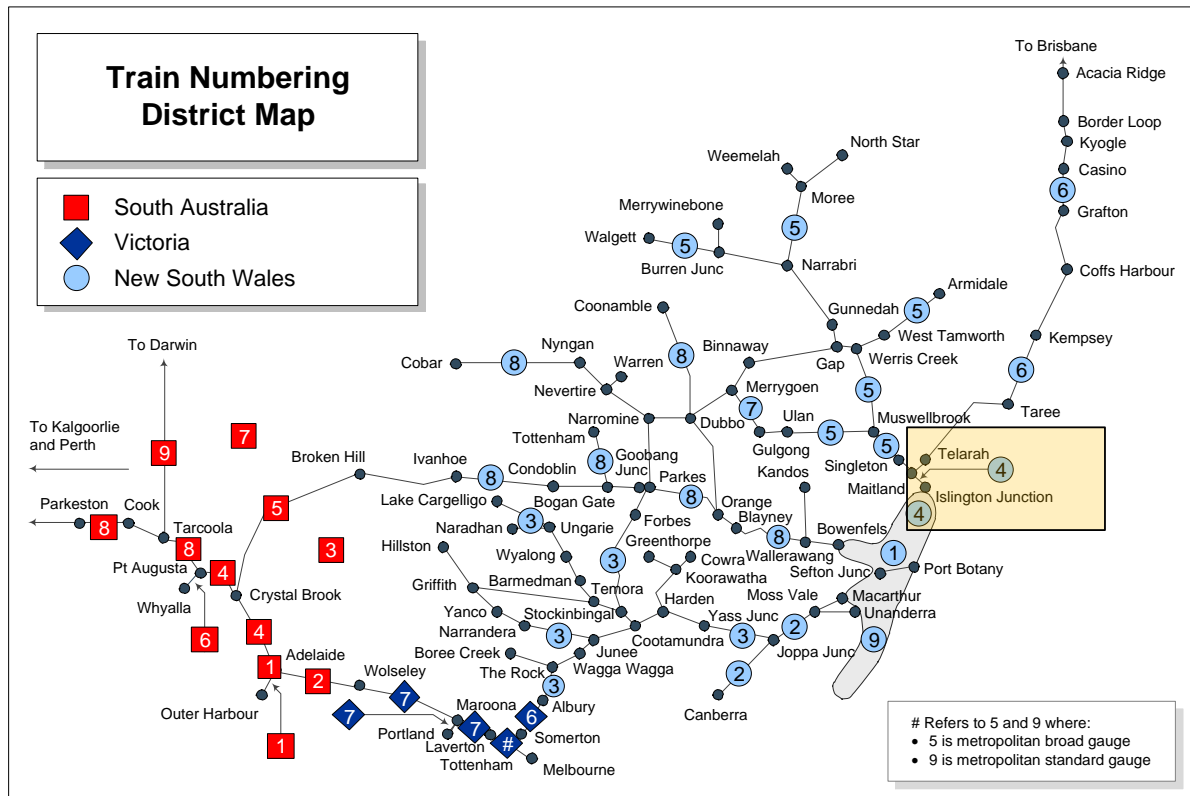 Train Numbering
District Map
South Australia
Victoria
New South Wales
To Brisbane
Acacia Ridge
Border Loop
Kyogle
Casino
6
Grafton
Coffs Harbour
Kempsey
6
Taree
North Star
Weemelah
Moree
5
Merrywinebone
Walgett
5
Burren Junc
Narrabri
Armidale
Gunnedah
5
West Tamworth
Gap
Werris Creek
5
Coonamble
8
Binnaway
Merrygoen
7
Ulan
5
Gulgong
Muswellbrook
5
Singleton
Telarah
4
Maitland
Islington Junction
4
Nyngan
Cobar
8
Warren
Nevertire
Narromine
Dubbo
Tottenham
8
Goobang
Junc
Parkes
8
Kandos
Orange
Blayney
8
Wallerawang
Bowenfels
1
Sefton Junc
Port Botany
To Darwin
To Kalgoorlie
and Perth
9
7
Broken Hill
Ivanhoe
8
Condoblin
Bogan Gate
Parkeston
8
Cook
Tarcoola
8
5
3
Pt Augusta
4
Whyalla
Crystal Brook
6
4
Adelaide
1
2
Outer Harbour
1
Wolseley
7
7
Portland
Maroona
7
Laverton
#
Tottenham
6
Somerton
Melbourne
Lake Cargelligo
3
Naradhan
Ungarie
Hillston
Wyalong
Griffith
Barmedman
Temora
Forbes
3
Greenthorpe
Cowra
Koorawatha
Yanco
Stockinbingal
Harden
Narrandera
3
Cootamundra
Junee
Boree Creek
Wagga Wagga
The Rock
3
Albury
Yass Junc
3
2
Joppa Junc
2
Canberra
Moss Vale
Macarthur
Unanderra
9
# Refers to 5 and 9 where:
• 5 is metropolitan broad gauge
• 9 is metropolitan standard gauge